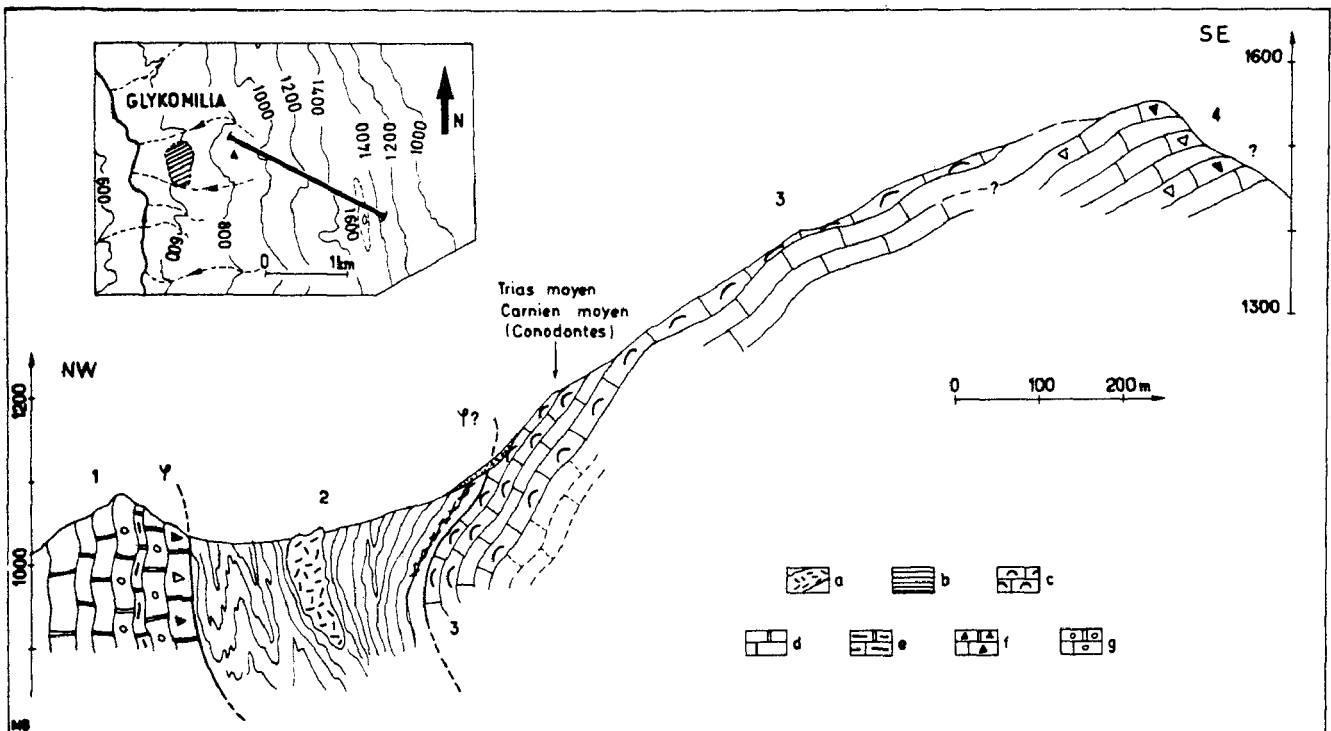 GLYKOMILIA
1000
1200
1400
1400
1200
1000
600
600
800
1600
N
0 1km
SE
1600
1300
4
?
3
?
Trias moyen
Carnien moyen
(Conodontes)
0 100 200m
NW
1200
1000
1
φ
2
φ?
3
a
b
c
d
e
f
g
MB